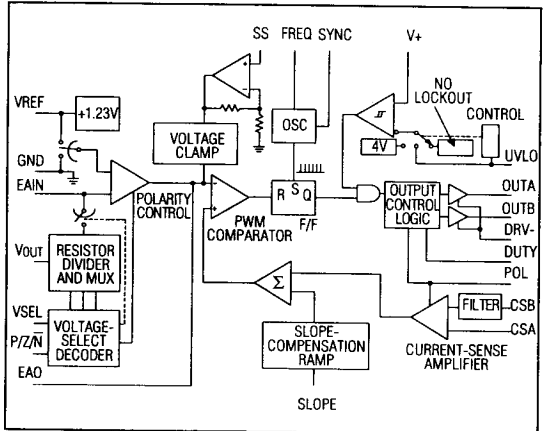 SS FREQ SYNC V+
VREF
+1.23V
NO
LOCKOUT
CONTROL
OSC
VOLTAGE
CLAMP
4V
UVLO
GND
EAIN
POLARITY
CONTROL
PWM
COMPARATOR
R S Q
F/F
OUTPUT
CONTROL
LOGIC
OUTA
OUTB
DRV-
DUTY
POL
VOUT
RESISTOR
DIVIDER
AND MUX
Σ
FILTER
CSB
CSA
VSEL
P/Z/N
VOLTAGE-
SELECT
DECODER
SLOPE-
COMPENSATION
RAMP
CURRENT-SENSE
AMPLIFIER
EAO
SLOPE